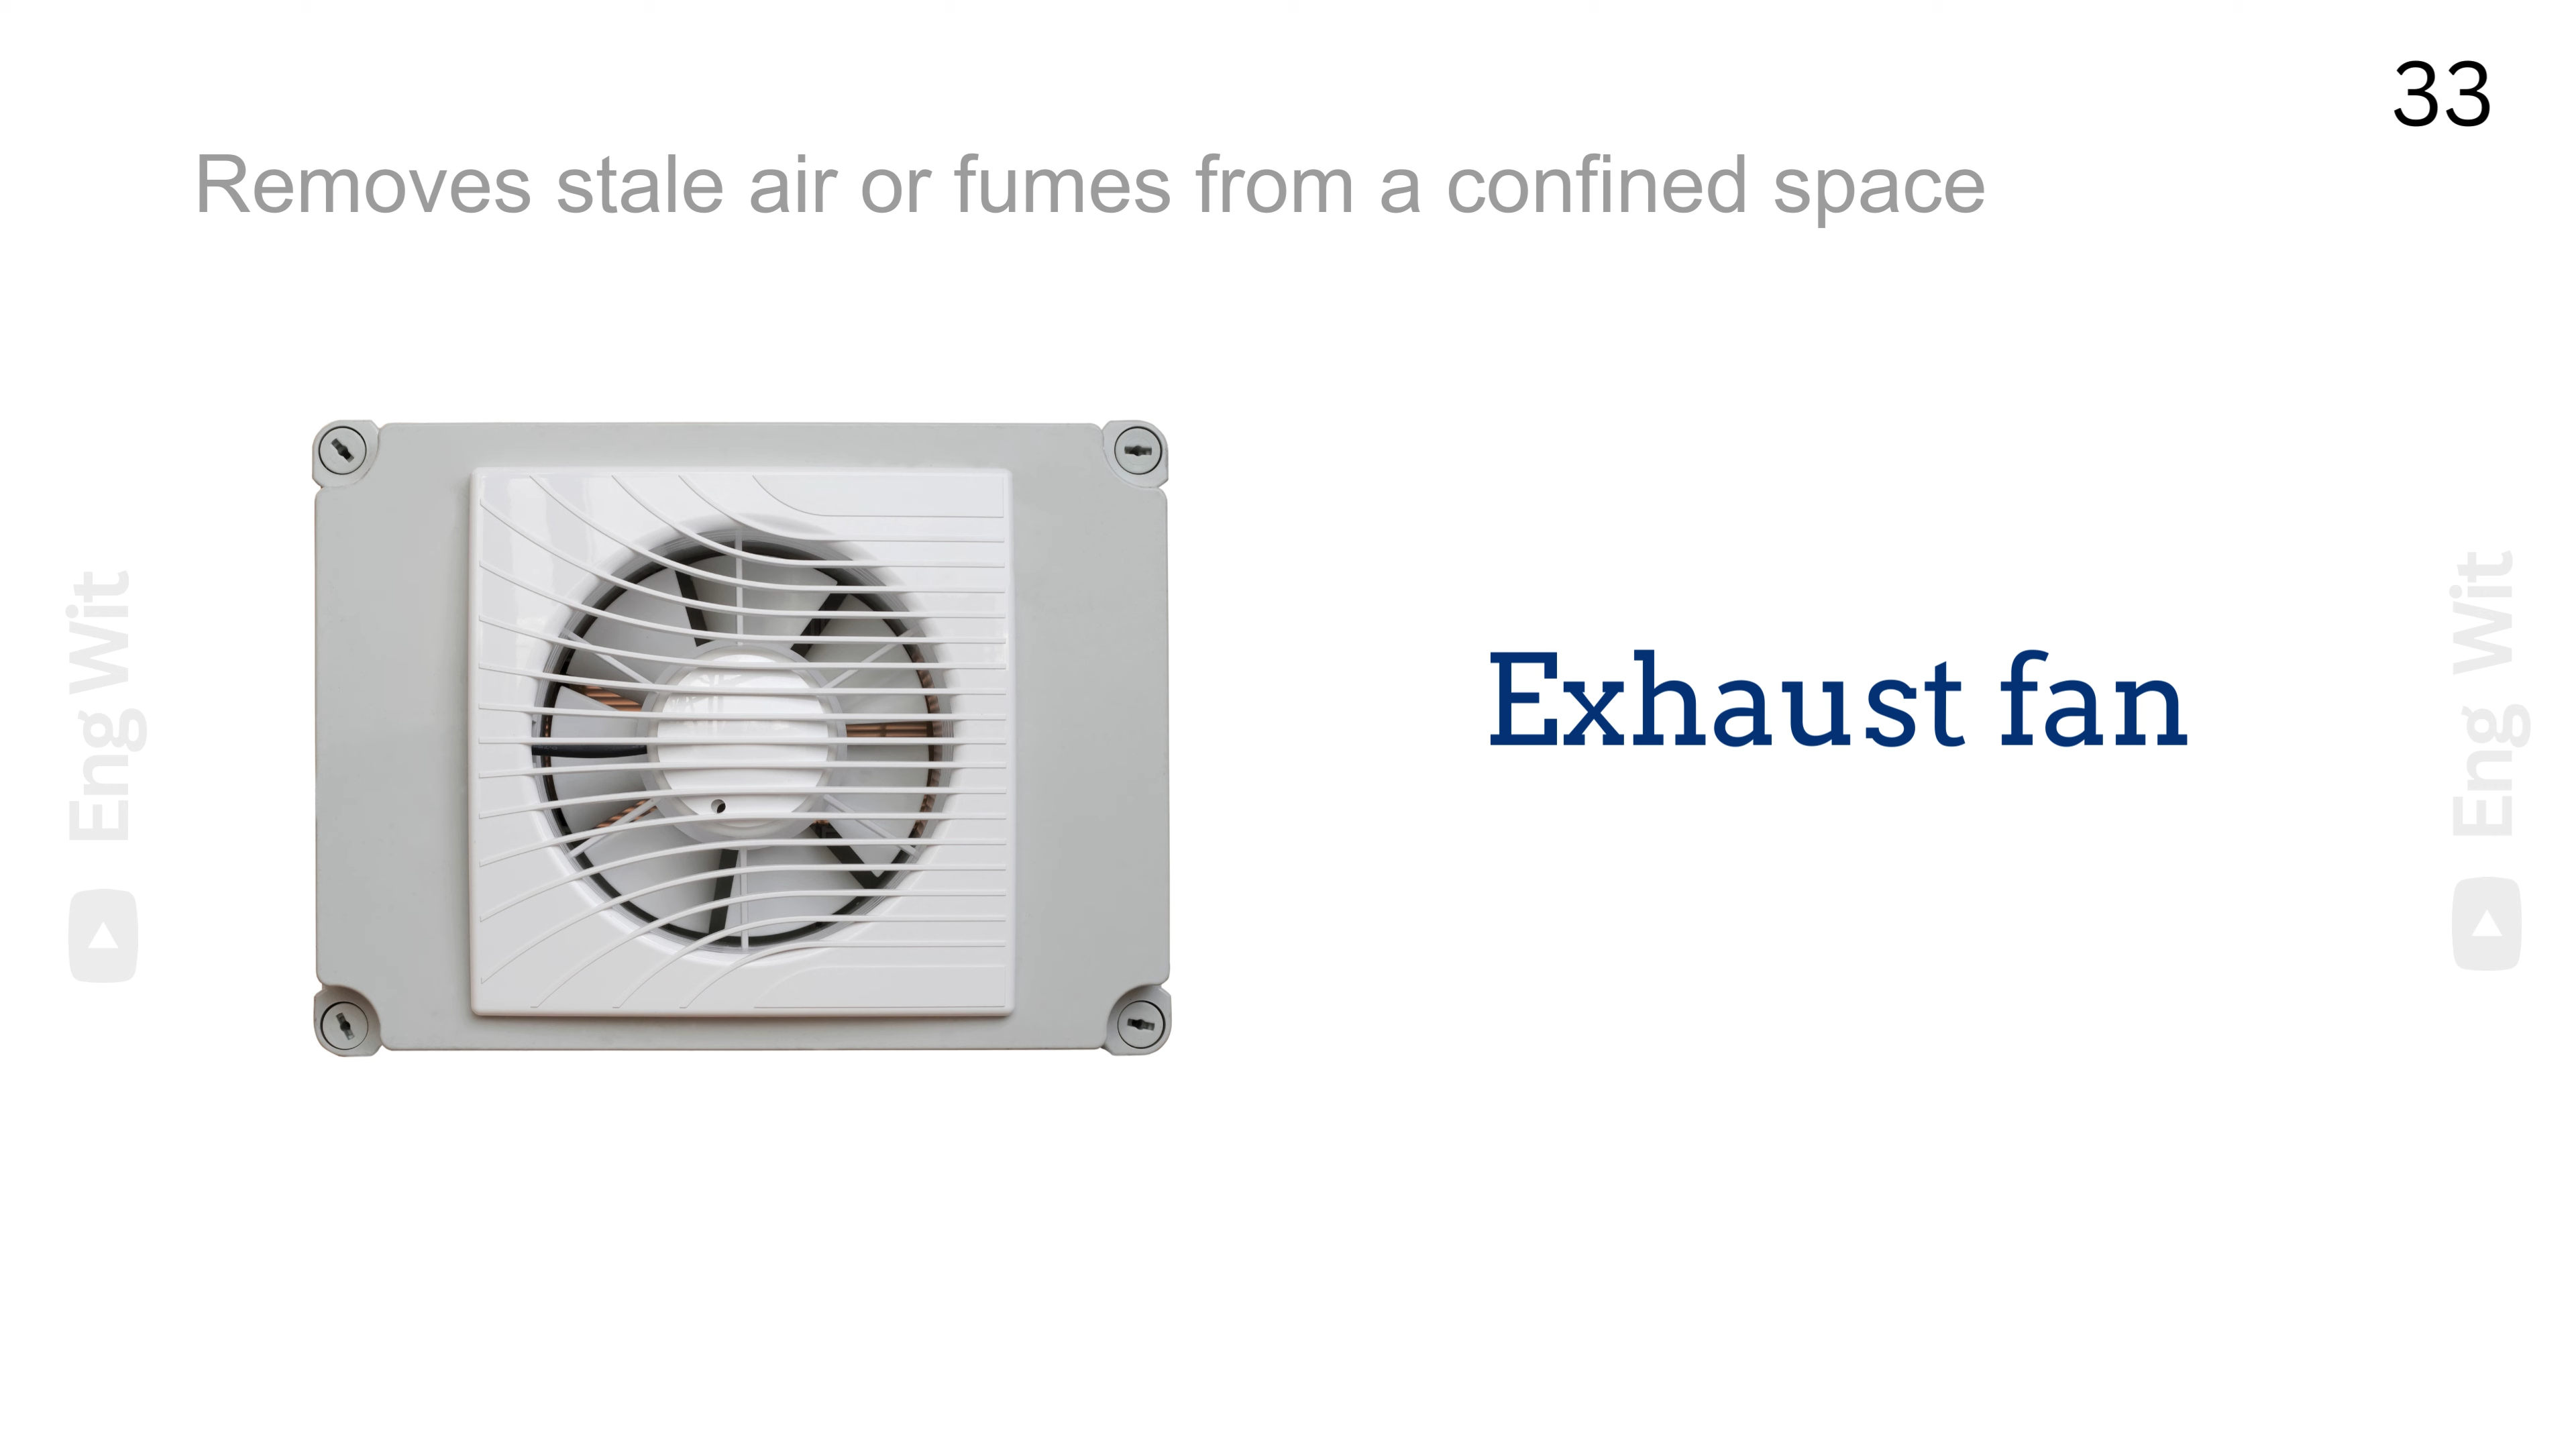 33
Removes stale air or fumes from a confined space
Exhaust fan
Eng Wit
Eng Wit